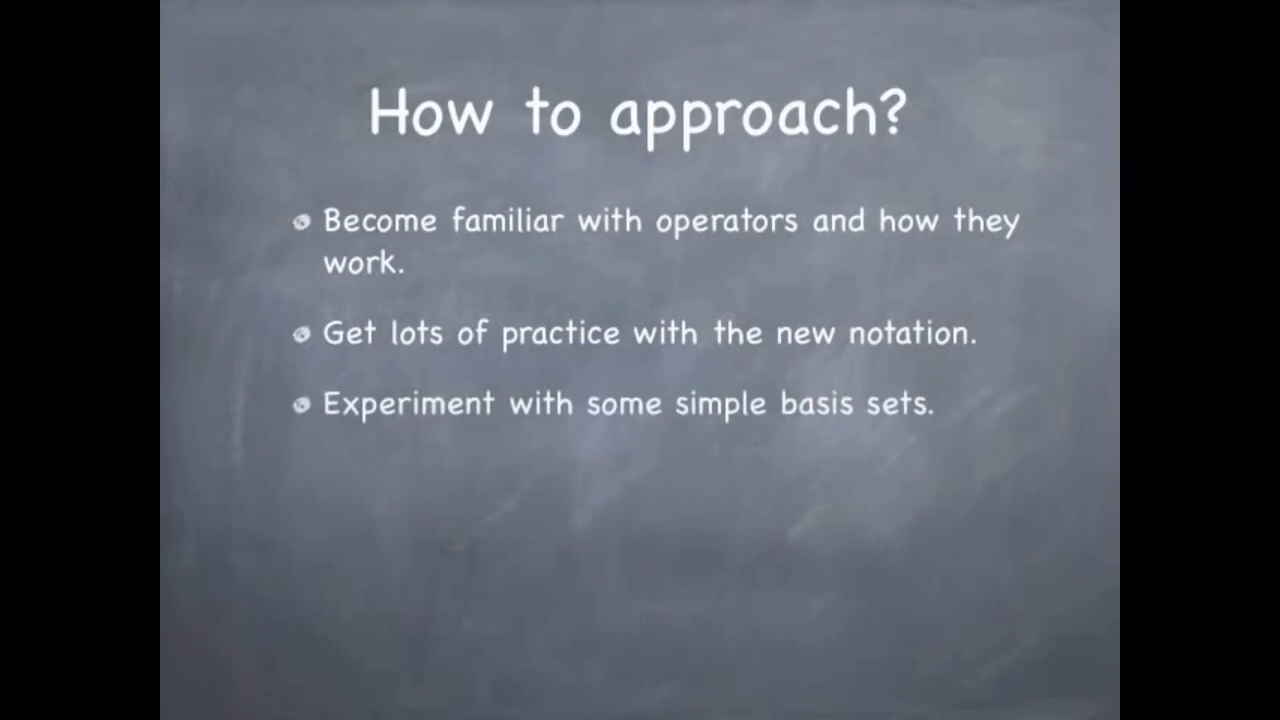 How to approach?
Become familiar with operators and how they
work.
Get lots of practice with the new notation.
Experiment with some simple basis sets.